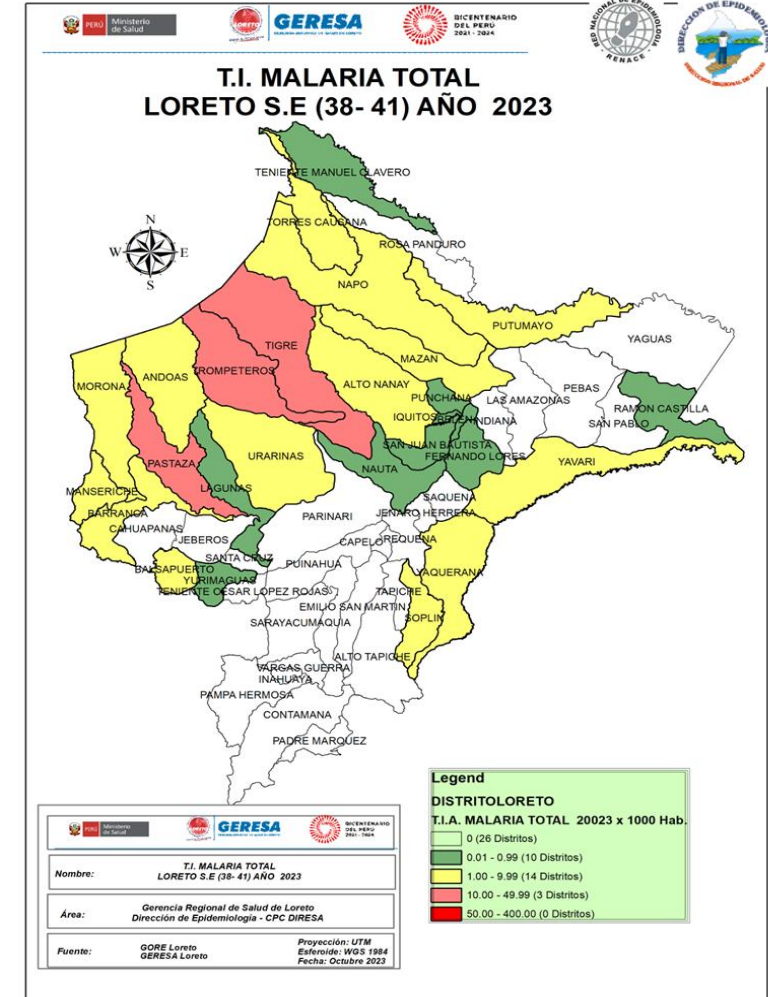 PERÚ Ministerio de Salud
LORETO
GERESA
BICENTENARIO
DEL PERÚ
2021 - 2024
RED NACIONAL DE EPIDEMIOLOGIA
- RENACE -
T.I. MALARIA TOTAL
LORETO S.E (38- 41) AÑO 2023
TENIENTE MANUEL CLAVERO
TORRES CAUSANA
ROSA PANDURO
N
W E
S
NAPO
PUTUMAYO
YAGUAS
TIGRE
MAZAN
TROMPETEROS
ANDOAS
MORONA
ALTO NANAY
PEBAS
PUNCHANA
LAS AMAZONAS
RAMON CASTILLA
IQUITOS
BELEN
INDIANA
SAN PABLO
SAN JUAN BAUTISTA
URARINAS
FERNANDO LORES
PASTAZA
YAVARI
NAUTA
LAGUNAS
MANSERICHE
SAQUENA
BARRANCA
PARINARI
JENARO HERRERA
CAHUAPANAS
JEBEROS
CAPELO
REQUENA
SANTA CRUZ
PUINAHUA
BALSAPUERTO
YAQUERANA
YURIMAGUAS
TENIENTE CESAR LOPEZ ROJAS
TAPICHE
EMILIO SAN MARTIN
SOPLIN
SARAYACU
MAQUIA
ALTO TAPICHE
VARGAS GUERRA
INAHUAYA
PAMPA HERMOSA
CONTAMANA
PADRE MARQUEZ
Legend
DISTRITOLORETO
T.I.A. MALARIA TOTAL 20023 x 1000 Hab.
0 (26 Distritos)
0.01 - 0.99 (10 Distritos)
1.00 - 9.99 (14 Distritos)
10.00 - 49.99 (3 Distritos)
50.00 - 400.00 (0 Distritos)
PERÚ Ministerio de Salud
GERESA
BICENTENARIO
DEL PERÚ
2021 - 2024
Nombre:
T.I. MALARIA TOTAL
LORETO S.E (38- 41) AÑO 2023
Área:
Gerencia Regional de Salud de Loreto
Dirección de Epidemiología - CPC DIRESA
Fuente:
GORE Loreto
GERESA Loreto
Proyección: UTM
Esferoide: WGS 1984
Fecha: Octubre 2023